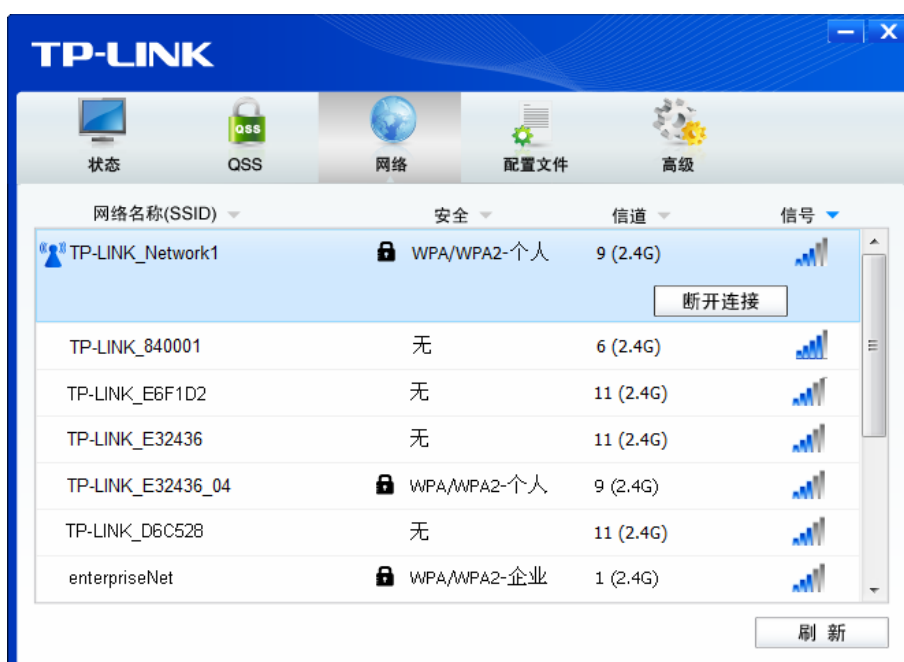 TP-LINK
QSS
状态 QSS 网络 配置文件 高级
网络名称(SSID) 安全 信道 信号
TP-LINK_Network1 WPA/WPA2-个人 9 (2.4G)
断开连接
TP-LINK_840001 无 6 (2.4G)
TP-LINK_E6F1D2 无 11 (2.4G)
TP-LINK_E32436 无 11 (2.4G)
TP-LINK_E32436_04 WPA/WPA2-个人 9 (2.4G)
TP-LINK_D6C528 无 11 (2.4G)
enterpriseNet WPA/WPA2-企业 1 (2.4G)
刷 新